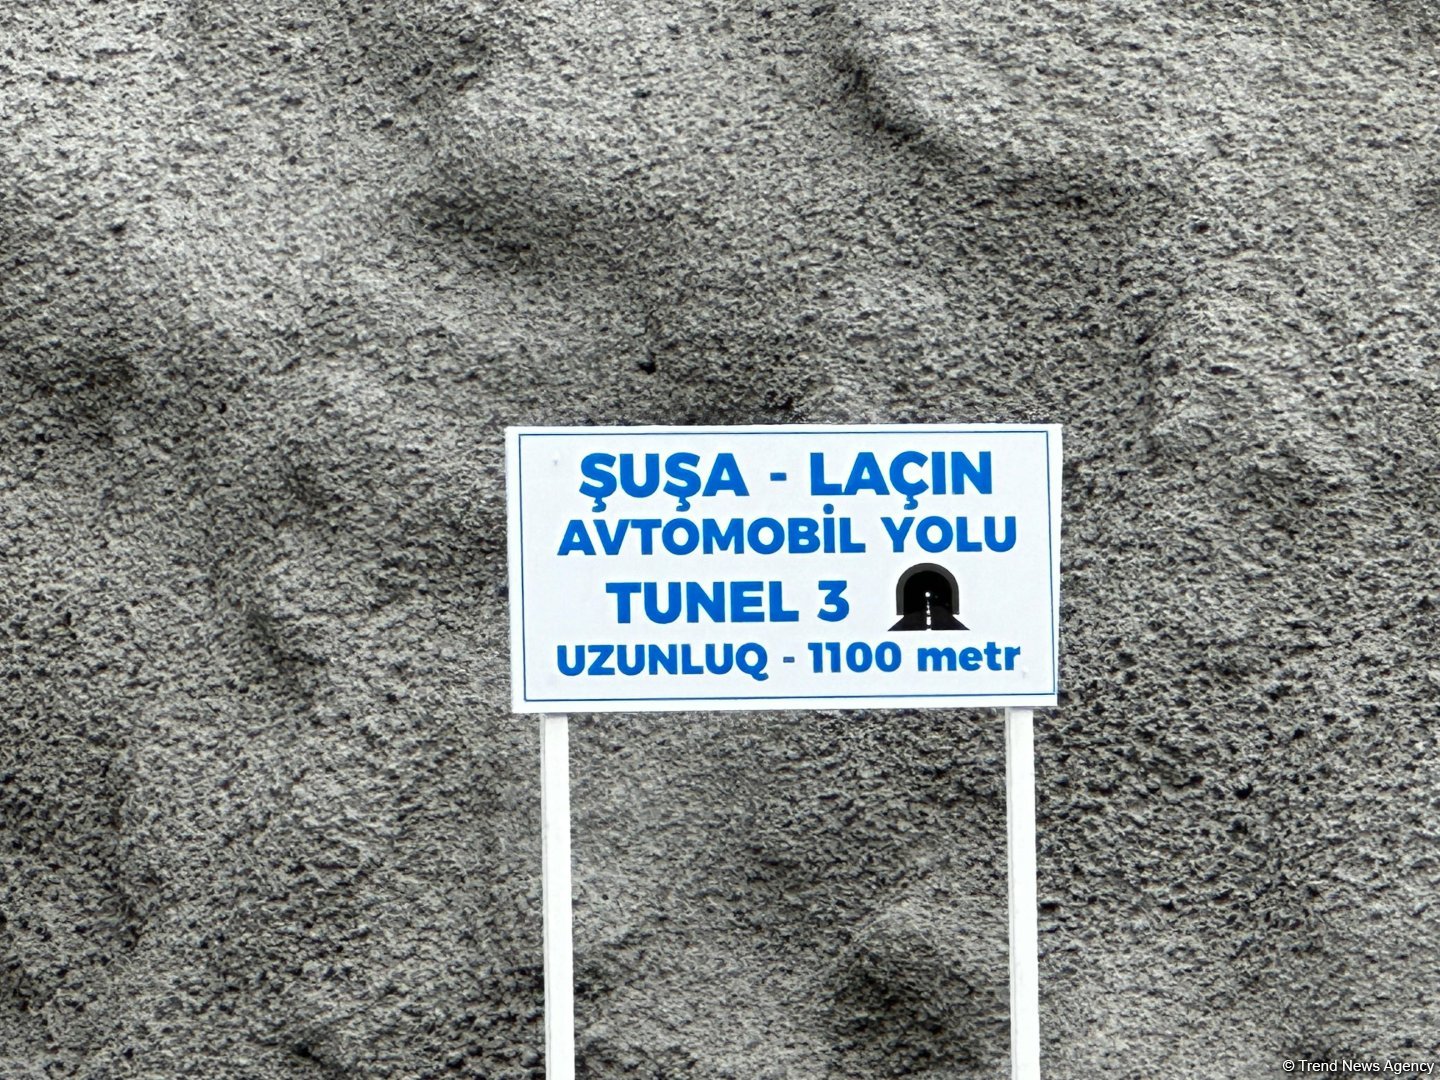 ŞUŞA - LAÇIN
AVTOMOBİL YOLU
TUNEL 3
UZUNLUQ - 1100 metr
© Trend News Agency